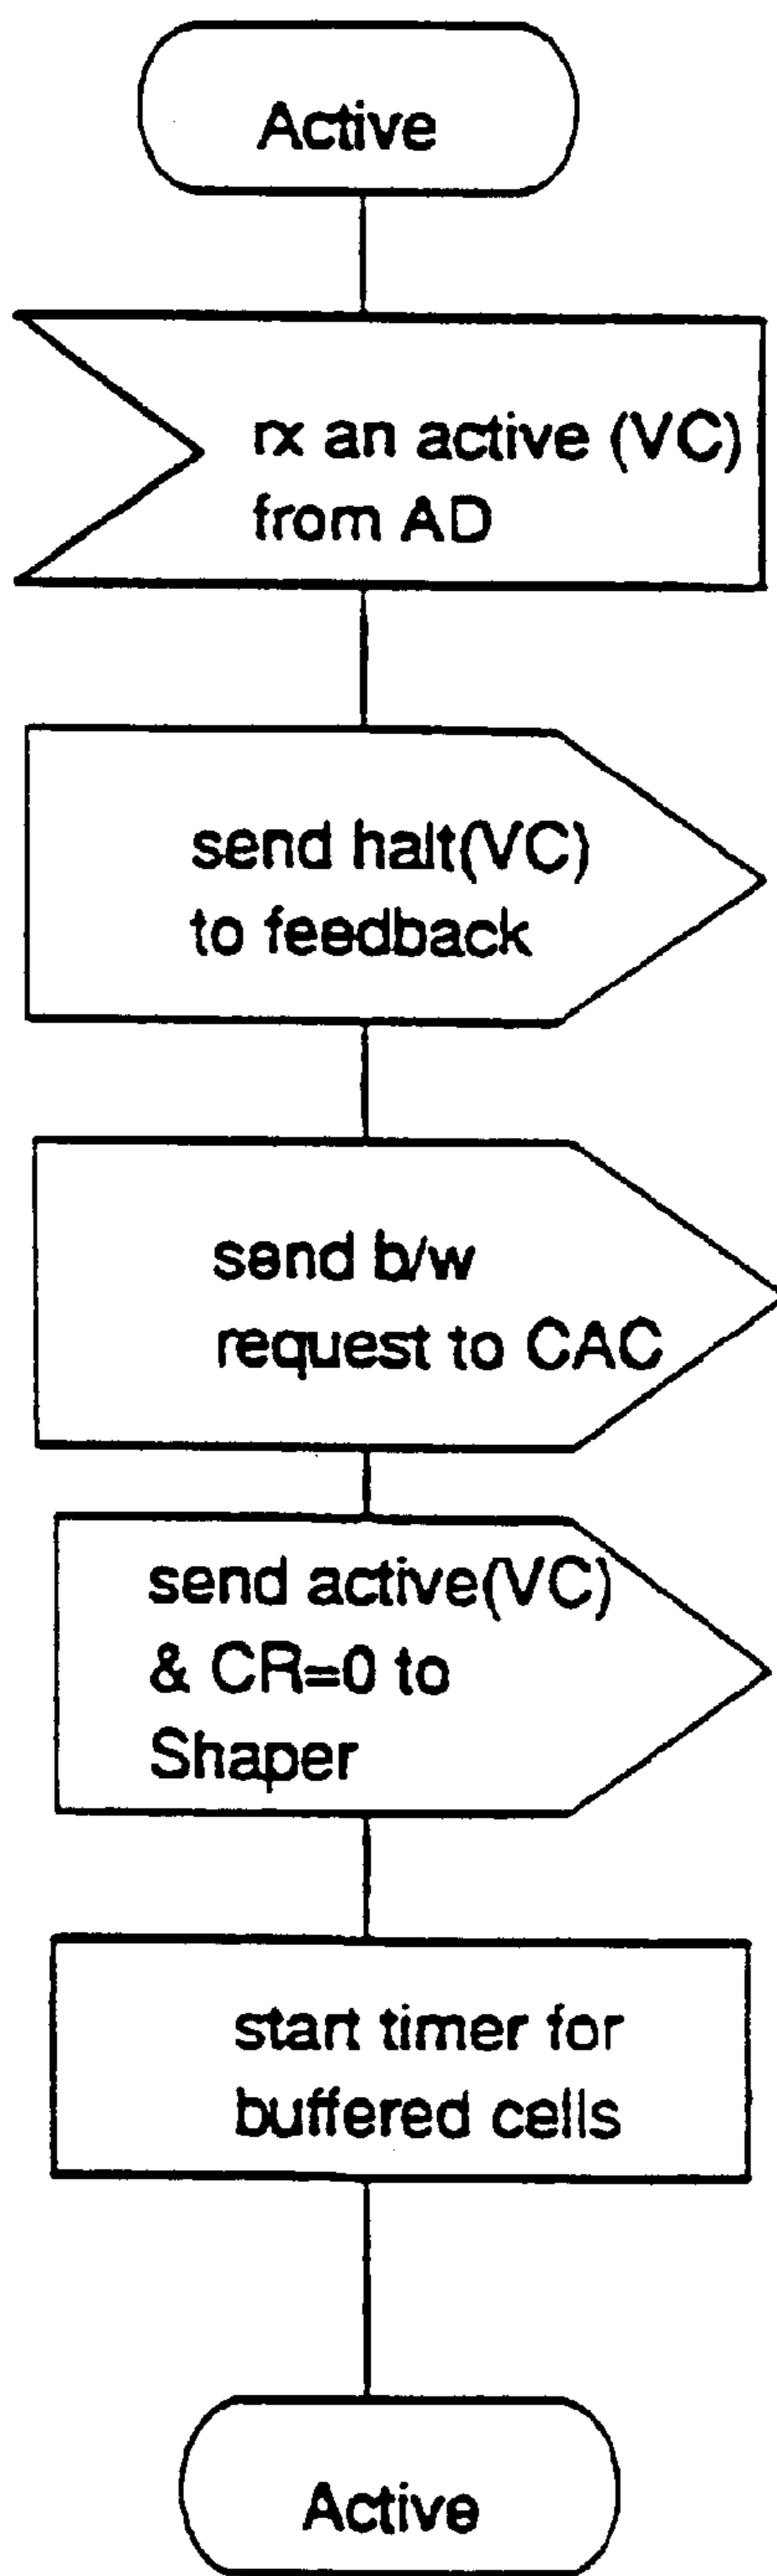 Active
rx an active (VC)
from AD
send halt(VC)
to feedback
send b/w
request to CAC
send active(VC)
& CR=0 to
Shaper
start timer for
buffered cells
Active